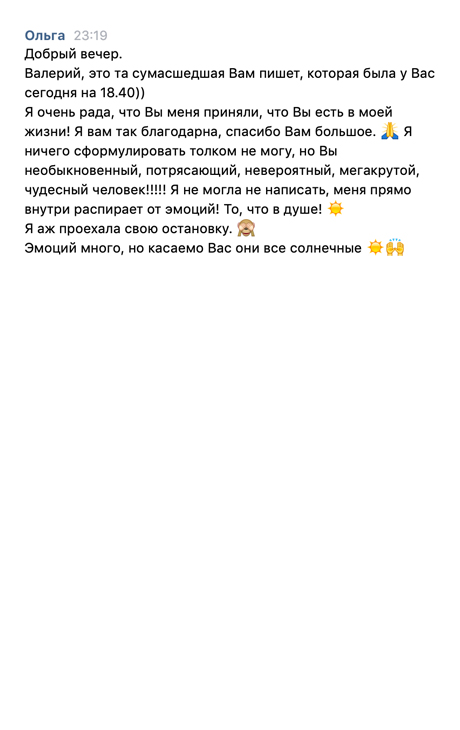 Ольга 23:19
Добрый вечер.
Валерий, это та сумасшедшая Вам пишет, которая была у Вас
сегодня на 18.40))
Я очень рада, что Вы меня приняли, что Вы есть в моей
жизни! Я вам так благодарна, спасибо Вам большое. 🙏 Я
ничего сформулировать толком не могу, но Вы
необыкновенный, потрясающий, невероятный, мегакрутой,
чудесный человек!!!!! Я не могла не написать, меня прямо
внутри распирает от эмоций! То, что в душе! ☀️
Я аж проехала свою остановку. 🙈
Эмоций много, но касаемо Вас они все солнечные ☀️🙌